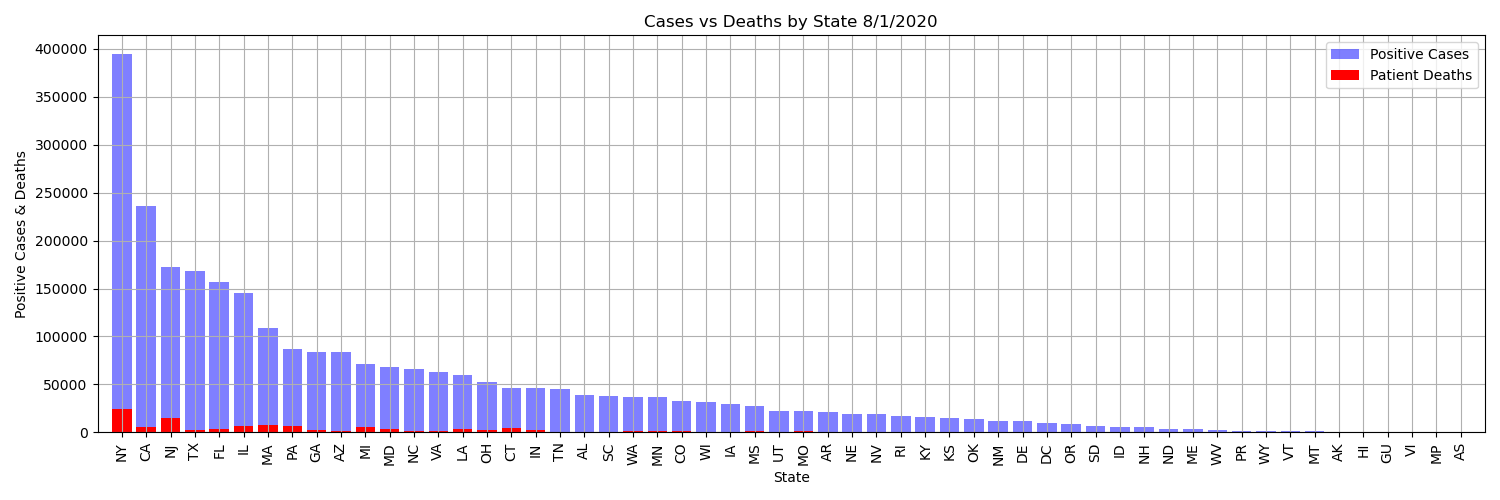 Cases vs Deaths by State 8/1/2020
Positive Cases
Patient Deaths
Positive Cases & Deaths
400000
350000
300000
250000
200000
150000
100000
50000
0
NY CA NJ TX FL IL MA PA GA AZ MI MD NC VA LA OH CT IN TN AL SC WA MN CO WI IA MS UT MO AR NE NV RI KY KS OK NM DE DC OR SD ID NH ND ME WV PR WY VT MT AK HI GU VI MP AS
State